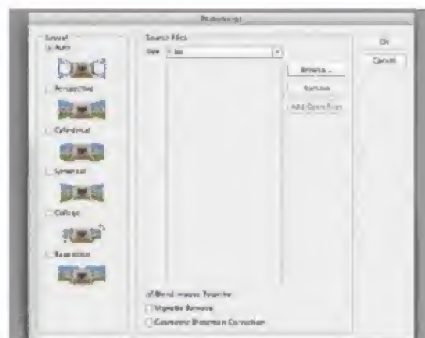 Photomerge
Layout
Auto
Perspective
Cylindrical
Spherical
Collage
Reposition
Source Files
Use:
Browse...
Remove
Add Open Files
OK
Cancel
Blend Images Together
Vignette Removal
Geometric Distortion Correction